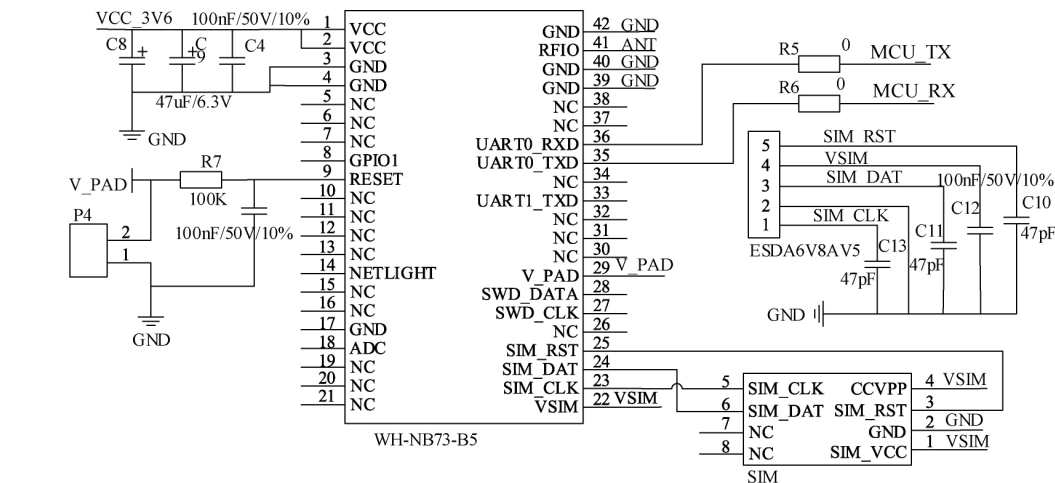 VCC_3V6 100nF/50V/10%
C8 + C9 + C4
47uF/6.3V
GND
R7
V_PAD
100K
P4
2
1
100nF/50V/10%
GND
1 VCC
2 VCC
3 GND
4 GND
5 NC
6 NC
7 NC
8 GPIO1
9 RESET
10 NC
11 NC
12 NC
13 NC
14 NETLIGHT
15 NC
16 NC
17 GND
18 ADC
19 NC
20 NC
21 NC
GND 42 GND
RFIO 41 ANT
GND 40 GND
GND 39 GND
NC 38
NC 37
UART0_RXD 36
UART0_TXD 35
NC 34
UART1_TXD 33
NC 32
NC 31
NC 30
V_PAD 29 V_PAD
SWD_DATA 28
SWD_CLK 27
NC 26
SIM_RST 25
SIM_DAT 24
SIM_CLK 23
VSIM 22 VSIM
WH-NB73-B5
R5 0 MCU_TX
R6 0 MCU_RX
5 SIM_RST
4 VSIM
3 SIM_DAT
2
1 SIM_CLK
ESDA6V8AV5
100nF/50V/10%
C10
47pF
C12
C11
47pF
C13
47pF
GND
5 SIM_CLK
6 SIM_DAT
7 NC
8 NC
CCVPP 4 VSIM
SIM_RST 3
GND 2 GND
SIM_VCC 1 VSIM
SIM